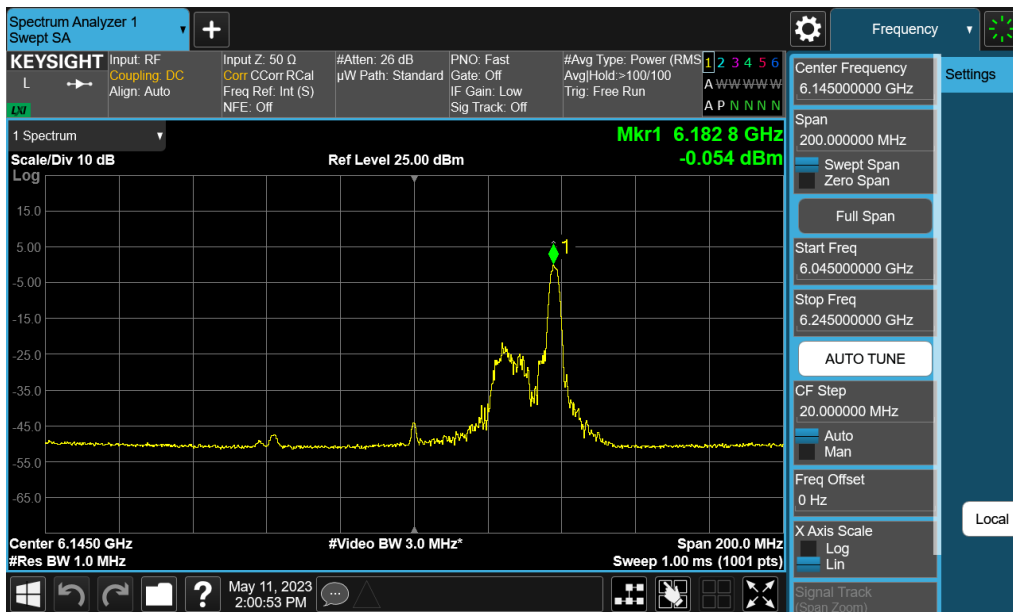 Spectrum Analyzer 1
Swept SA
Frequency
KEYSIGHT
L
LXI
Input: RF
Coupling: DC
Align: Auto
Input Z: 50 Ω
Corr CCorr RCal
Freq Ref: Int (S)
NFE: Off
#Atten: 26 dB
µW Path: Standard
PNO: Fast
Gate: Off
IF Gain: Low
Sig Track: Off
#Avg Type: Power (RMS
Avg|Hold:>100/100
Trig: Free Run
1 2 3 4 5 6
A W W W W W
A P N N N N
1 Spectrum
Scale/Div 10 dB
Log
Ref Level 25.00 dBm
Mkr1 6.182 8 GHz
-0.054 dBm
15.0
5.00
-5.00
-15.0
-25.0
-35.0
-45.0
-55.0
-65.0
1
Center 6.1450 GHz
#Res BW 1.0 MHz
#Video BW 3.0 MHz*
Span 200.0 MHz
Sweep 1.00 ms (1001 pts)
Center Frequency
6.145000000 GHz
Span
200.000000 MHz
Swept Span
Zero Span
Full Span
Start Freq
6.045000000 GHz
Stop Freq
6.245000000 GHz
AUTO TUNE
CF Step
20.000000 MHz
Auto
Man
Freq Offset
0 Hz
X Axis Scale
Log
Lin
Signal Track
(Span Zoom)
Settings
Local
?
May 11, 2023
2:00:53 PM